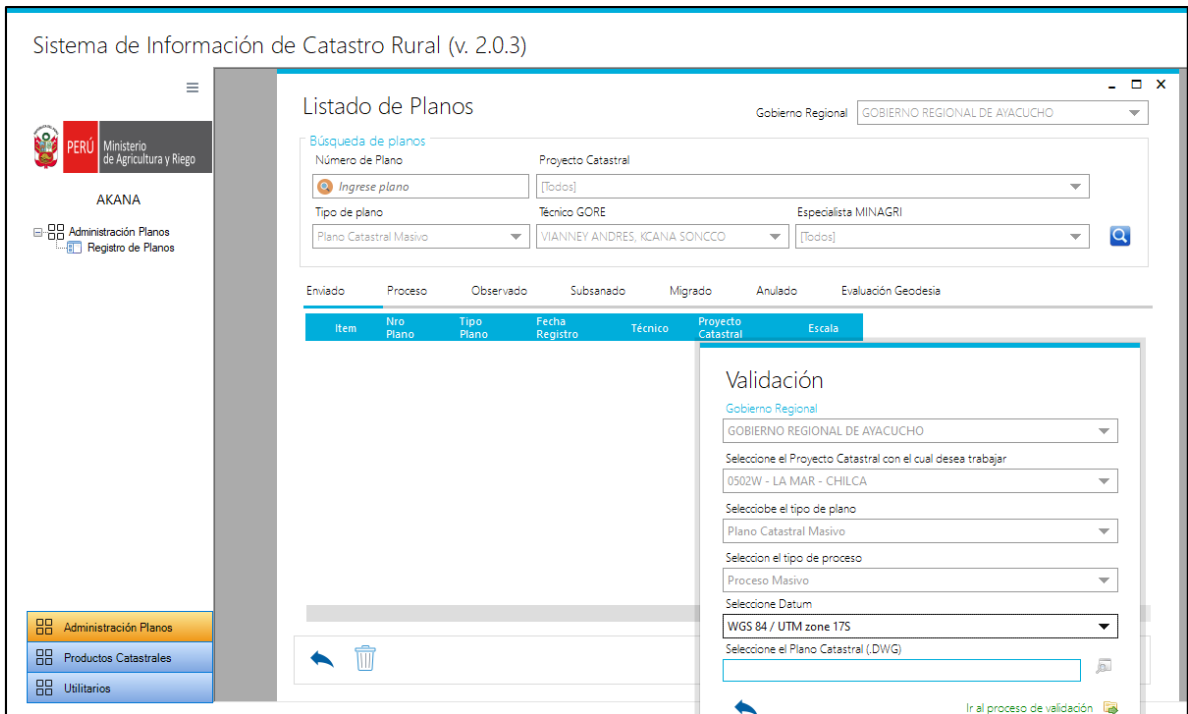 Sistema de Información de Catastro Rural (v. 2.0.3)
PERÚ
Ministerio
de Agricultura y Riego
AKANA
Administración Planos
Registro de Planos
Administración Planos
Productos Catastrales
Utilitarios
Listado de Planos
Gobierno Regional
GOBIERNO REGIONAL DE AYACUCHO
Búsqueda de planos
Número de Plano
Proyecto Catastral
Ingrese plano
[Todos]
Tipo de plano
Técnico GORE
Especialista MINAGRI
Plano Catastral Masivo
VIANNEY ANDRES, KCANA SONCCO
[Todos]
Enviado Proceso Observado Subsanado Migrado Anulado Evaluación Geodesia
Item
Nro
Plano
Tipo
Plano
Fecha
Registro
Técnico
Proyecto
Catastral
Escala
Validación
Gobierno Regional
GOBIERNO REGIONAL DE AYACUCHO
Seleccione el Proyecto Catastral con el cual desea trabajar
0502W - LA MAR - CHILCA
Selecciobe el tipo de plano
Plano Catastral Masivo
Seleccion el tipo de proceso
Proceso Masivo
Seleccione Datum
WGS 84 / UTM zone 17S
Seleccione el Plano Catastral (.DWG)
Ir al proceso de validación